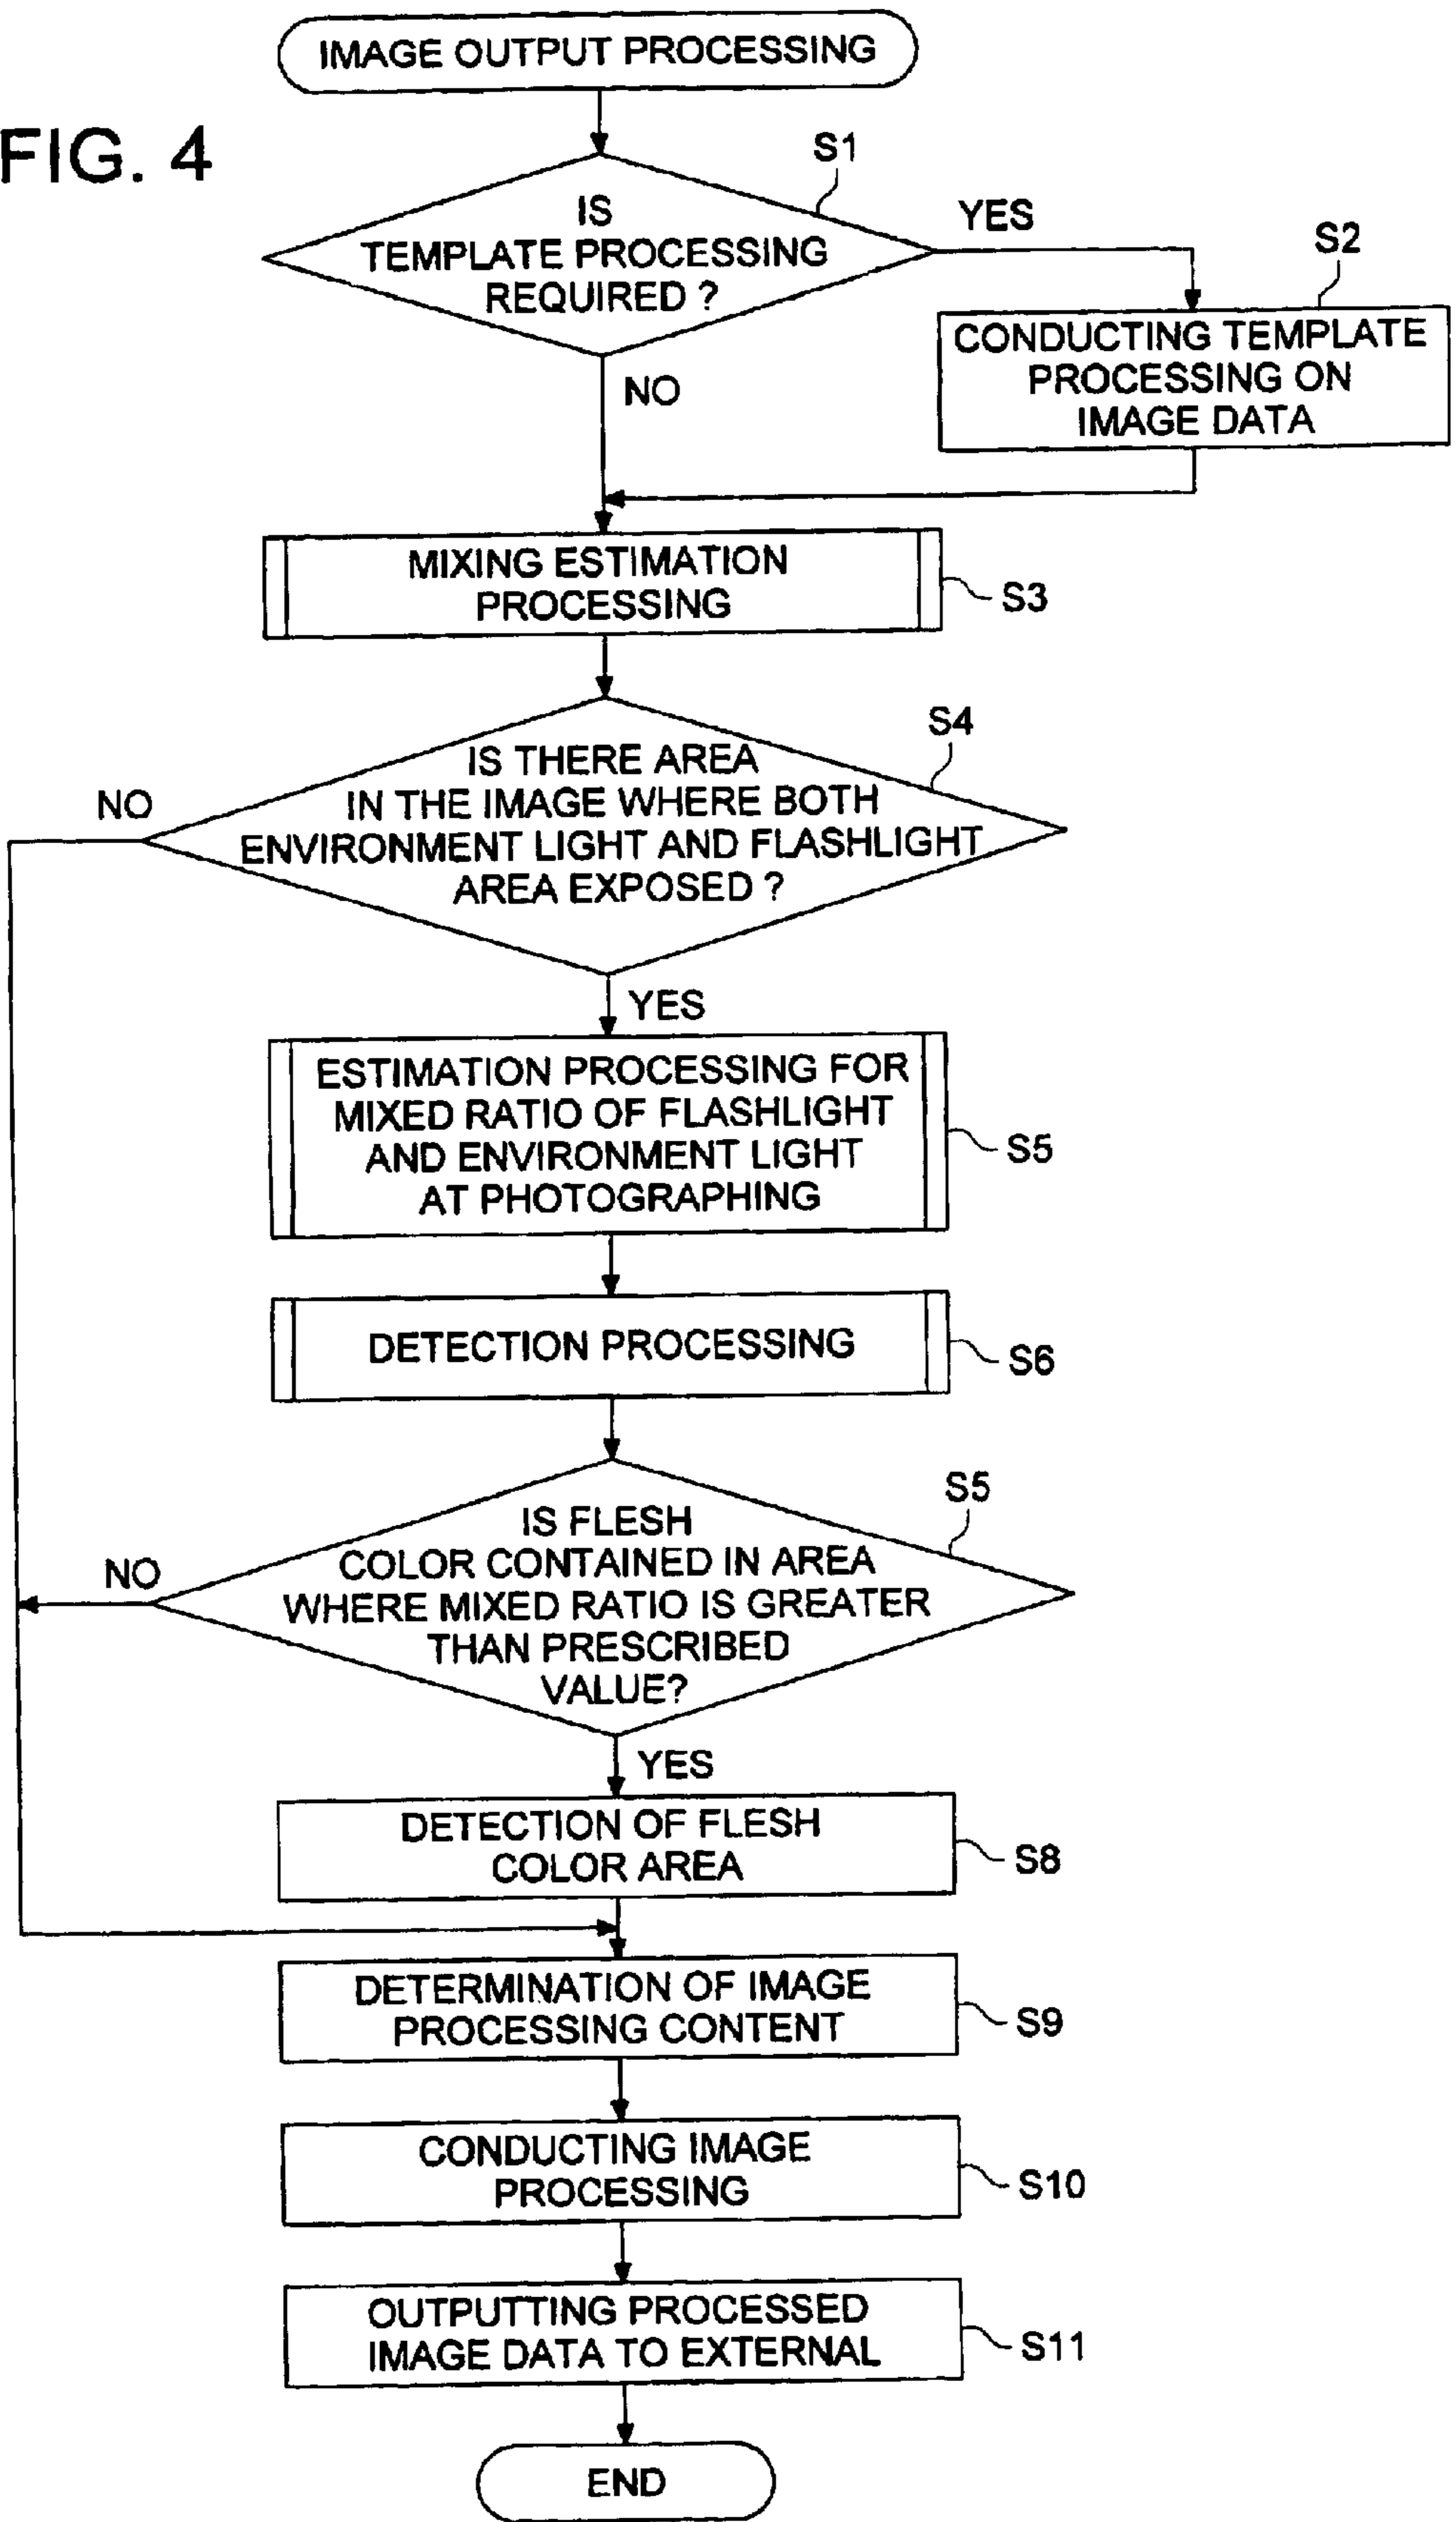 IMAGE OUTPUT PROCESSING
FIG. 4
S1
IS
TEMPLATE PROCESSING
REQUIRED ?
YES
S2
CONDUCTING TEMPLATE
PROCESSING ON
IMAGE DATA
NO
MIXING ESTIMATION
PROCESSING
S3
S4
IS THERE AREA
IN THE IMAGE WHERE BOTH
ENVIRONMENT LIGHT AND FLASHLIGHT
AREA EXPOSED ?
NO
YES
ESTIMATION PROCESSING FOR
MIXED RATIO OF FLASHLIGHT
AND ENVIRONMENT LIGHT
AT PHOTOGRAPHING
S5
DETECTION PROCESSING
S6
S5
IS FLESH
COLOR CONTAINED IN AREA
WHERE MIXED RATIO IS GREATER
THAN PRESCRIBED
VALUE?
NO
YES
DETECTION OF FLESH
COLOR AREA
S8
DETERMINATION OF IMAGE
PROCESSING CONTENT
S9
CONDUCTING IMAGE
PROCESSING
S10
OUTPUTTING PROCESSED
IMAGE DATA TO EXTERNAL
S11
END